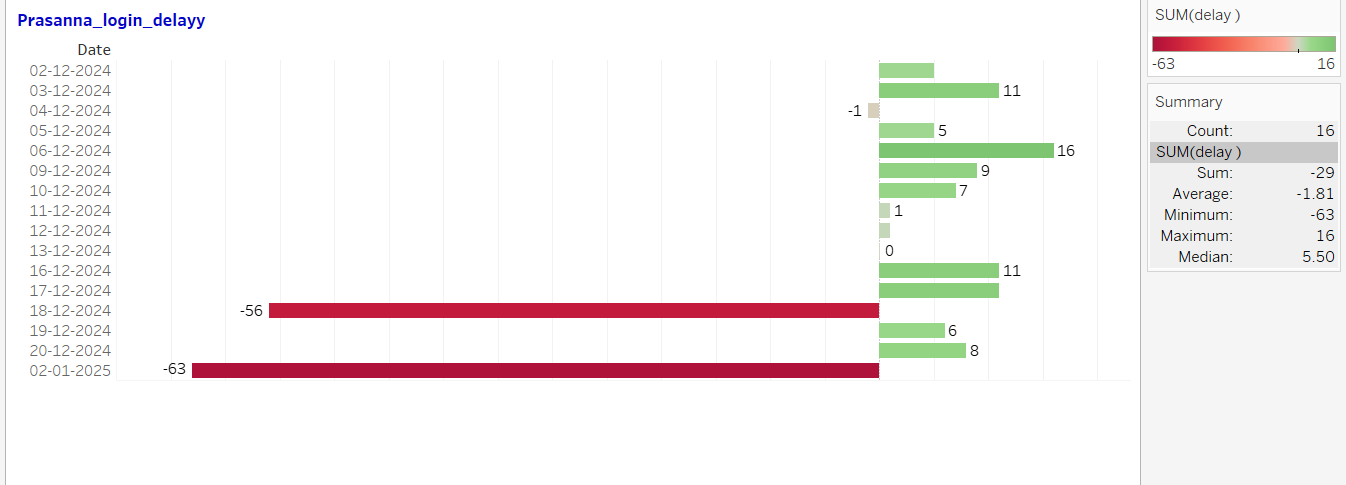 Prasanna_login_delayy
Date
02-12-2024
03-12-2024 11
04-12-2024 -1
05-12-2024 5
06-12-2024 16
09-12-2024 9
10-12-2024 7
11-12-2024 1
12-12-2024
13-12-2024 0
16-12-2024 11
17-12-2024
18-12-2024 -56
19-12-2024 6
20-12-2024 8
02-01-2025 -63
SUM(delay )
-63 16
Summary
Count: 16
SUM(delay )
Sum: -29
Average: -1.81
Minimum: -63
Maximum: 16
Median: 5.50